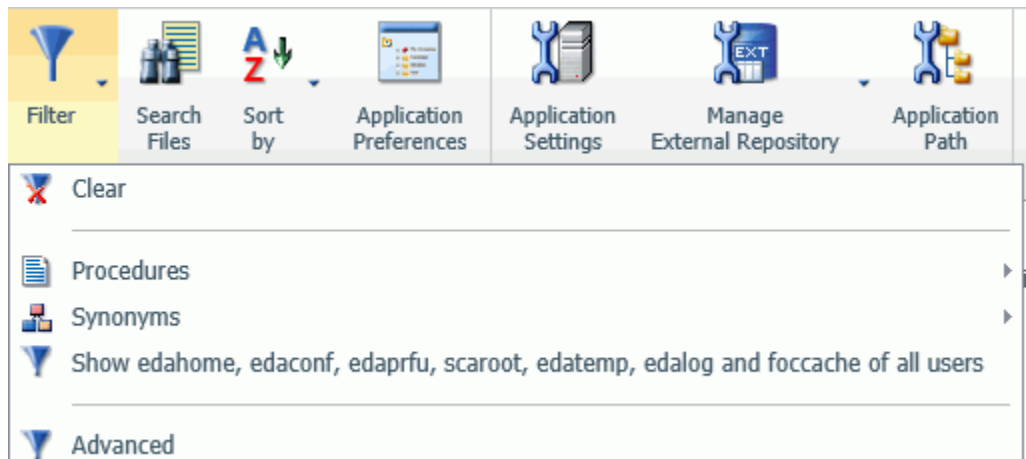 Filter
Search
Files
Sort
by
Application
Preferences
Application
Settings
EXT
Manage
External Repository
Application
Path
Clear
Procedures
Synonyms
Show edahome, edaconf, edaprfu, scaroot, edatemp, edalog and foccache of all users
Advanced